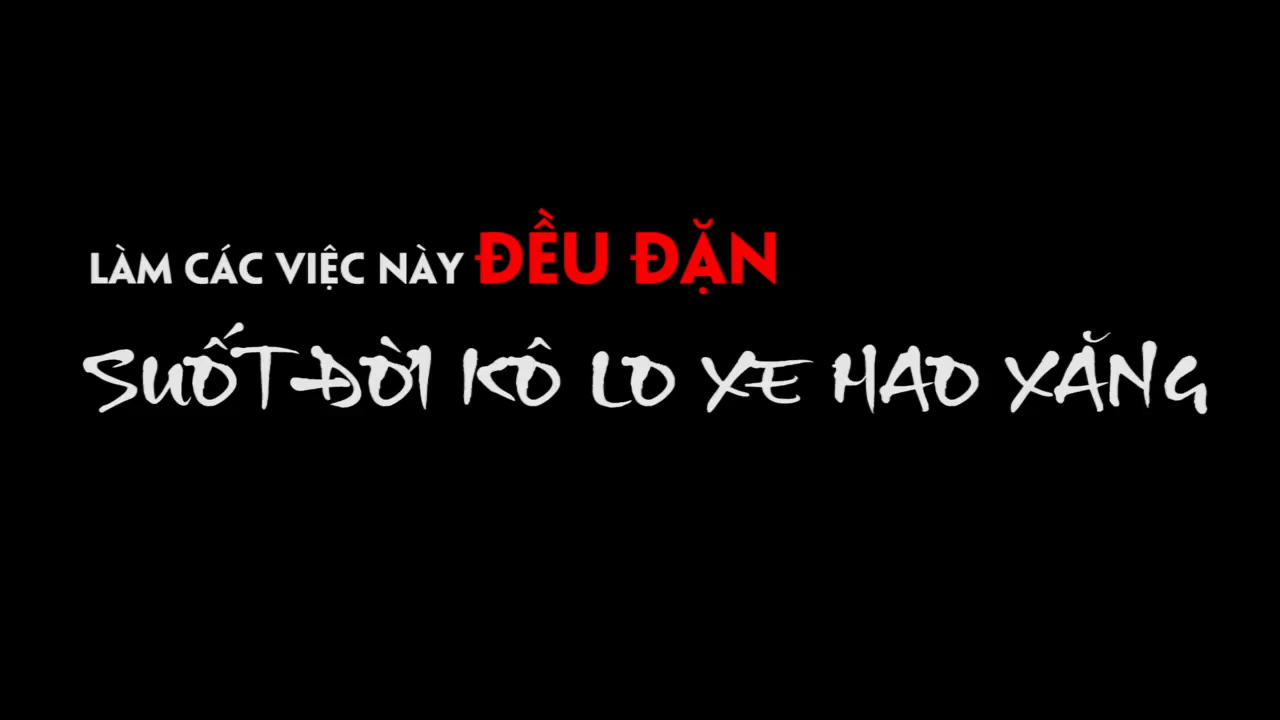 LÀM CÁC VIỆC NÀY ĐỀU ĐẶN
SUỐT ĐỜI KÔ LO XE HAO XĂNG